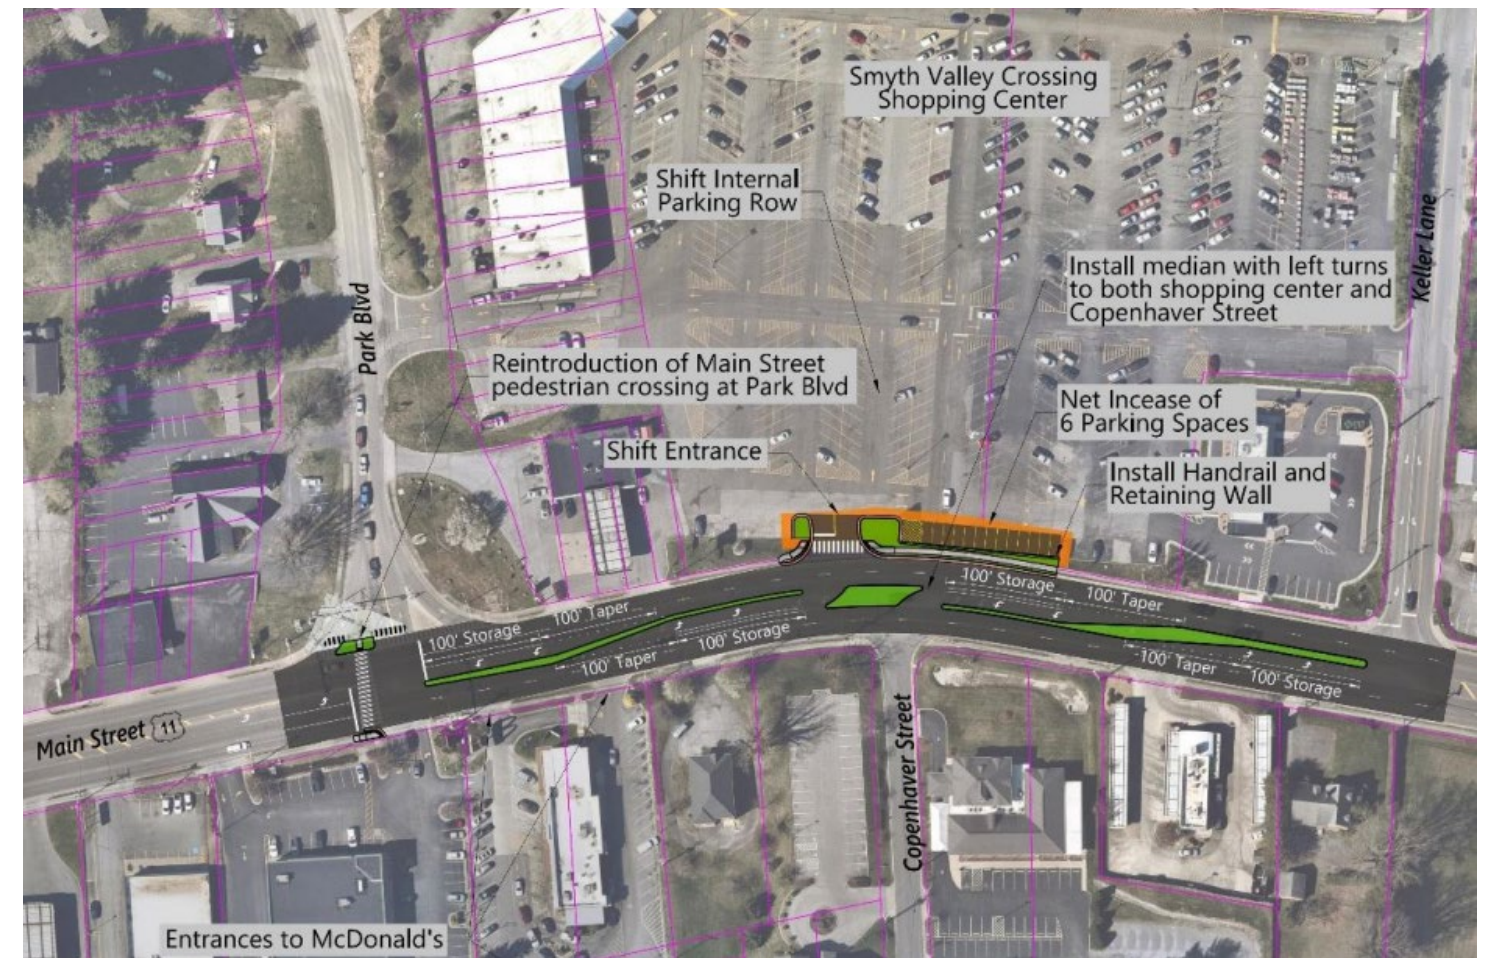 Smyth Valley Crossing
Shopping Center
Shift Internal
Parking Row
Keller Lane
Install median with left turns
to both shopping center and
Copenhaver Street
Park Blvd
Reintroduction of Main Street
pedestrian crossing at Park Blvd
Net Incease of
6 Parking Spaces
Shift Entrance
Install Handrail and
Retaining Wall
100' Storage
100' Taper
100' Taper
100' Storage
100' Storage
100' Taper
100' Taper
100' Storage
Main Street 11
Copenhaver Street
Entrances to McDonald's